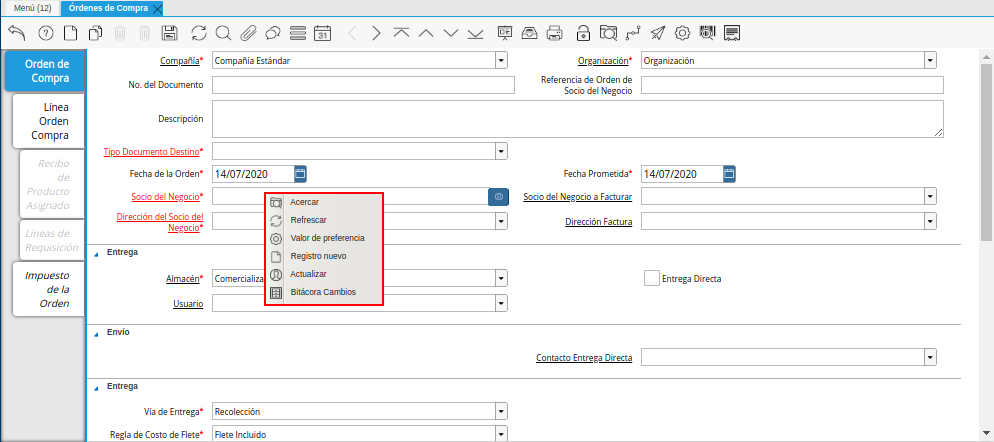 Menú (12)
Órdenes de Compra
31
Orden de
Compra
Línea
Orden
Compra
Recibo
de
Producto
Asignado
Líneas de
Requisición
Impuesto
de la
Orden
Compañía*
Compañía Estándar
Organización*
Organización
No. del Documento
Referencia de Orden de
Socio del Negocio
Descripción
Tipo Documento Destino*
Fecha de la Orden*
14/07/2020
Fecha Prometida*
14/07/2020
Socio del Negocio*
Socio del Negocio a Facturar
Dirección del Socio del
Negocio*
Dirección Factura
Acercar
Refrescar
Valor de preferencia
Registro nuevo
Actualizar
Bitácora Cambios
Entrega
Almacén*
Comercializa
Entrega Directa
Usuario
Envío
Contacto Entrega Directa
Entrega
Vía de Entrega*
Recolección
Regla de Costo de Flete*
Flete Incluido